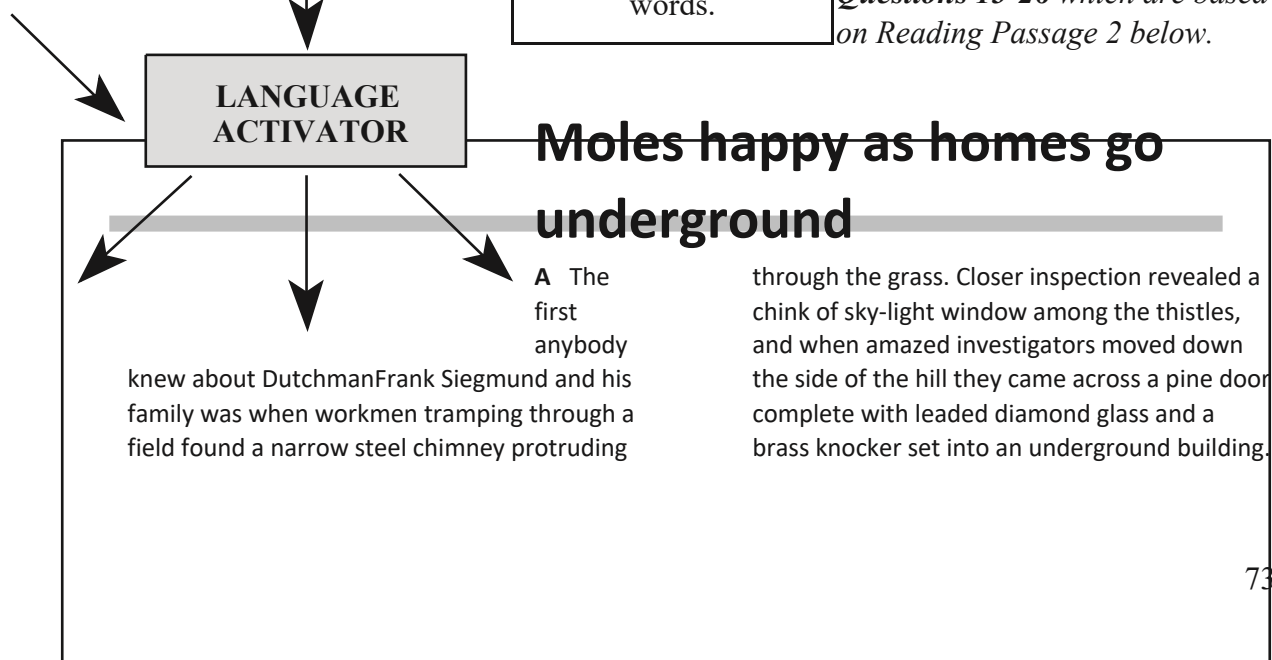 words.
Questions 15-26 which are based
on Reading Passage 2 below.
LANGUAGE
ACTIVATOR
Moles happy as homes go
underground
A The
first
anybody
knew about DutchmanFrank Siegmund and his
family was when workmen tramping through a
field found a narrow steel chimney protruding
through the grass. Closer inspection revealed a
chink of sky-light window among the thistles,
and when amazed investigators moved down
the side of the hill they came across a pine door
complete with leaded diamond glass and a
brass knocker set into an underground building.
73